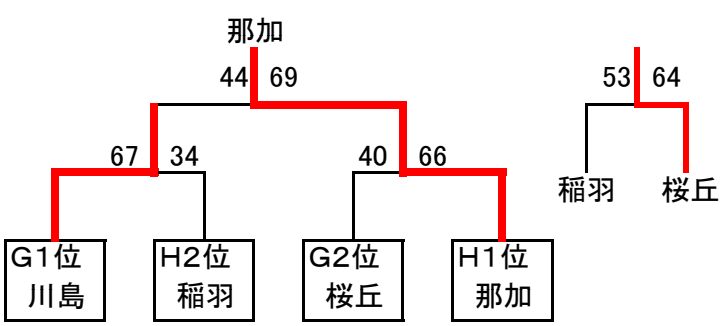 那加
44 69
53 64
67 34
40 66
稲羽 桜丘
G1位
川島
H2位
稲羽
G2位
桜丘
H1位
那加